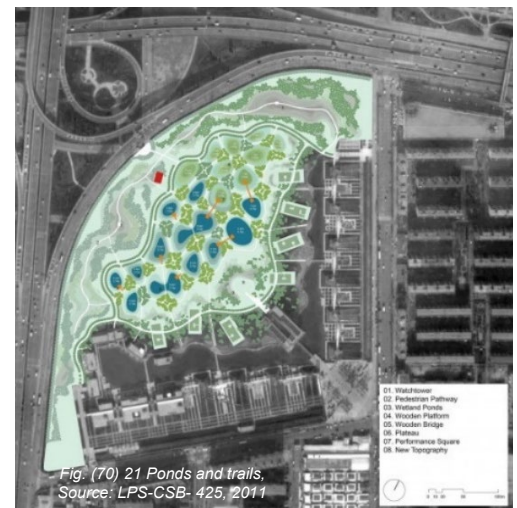 01. Watchtower
02. Pedestrian Pathway
03. Wetland Ponds
04. Wooden Platform
05. Wooden Bridge
06. Plateau
07. Performance Square
08. New Topography
Fig. (70) 21 Ponds and trails,
Source: LPS-CSB- 425, 2011